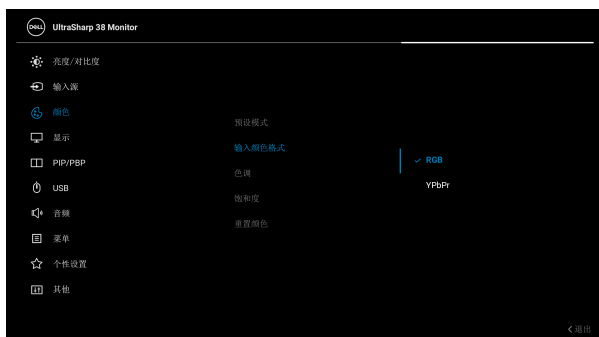 DELL
UltraSharp 38 Monitor
亮度/对比度
输入源
颜色
显示
PIP/PBP
USB
音频
菜单
个性设置
其他
预设模式
输入颜色格式
色调
饱和度
重置颜色
RGB
YPbPr
退出